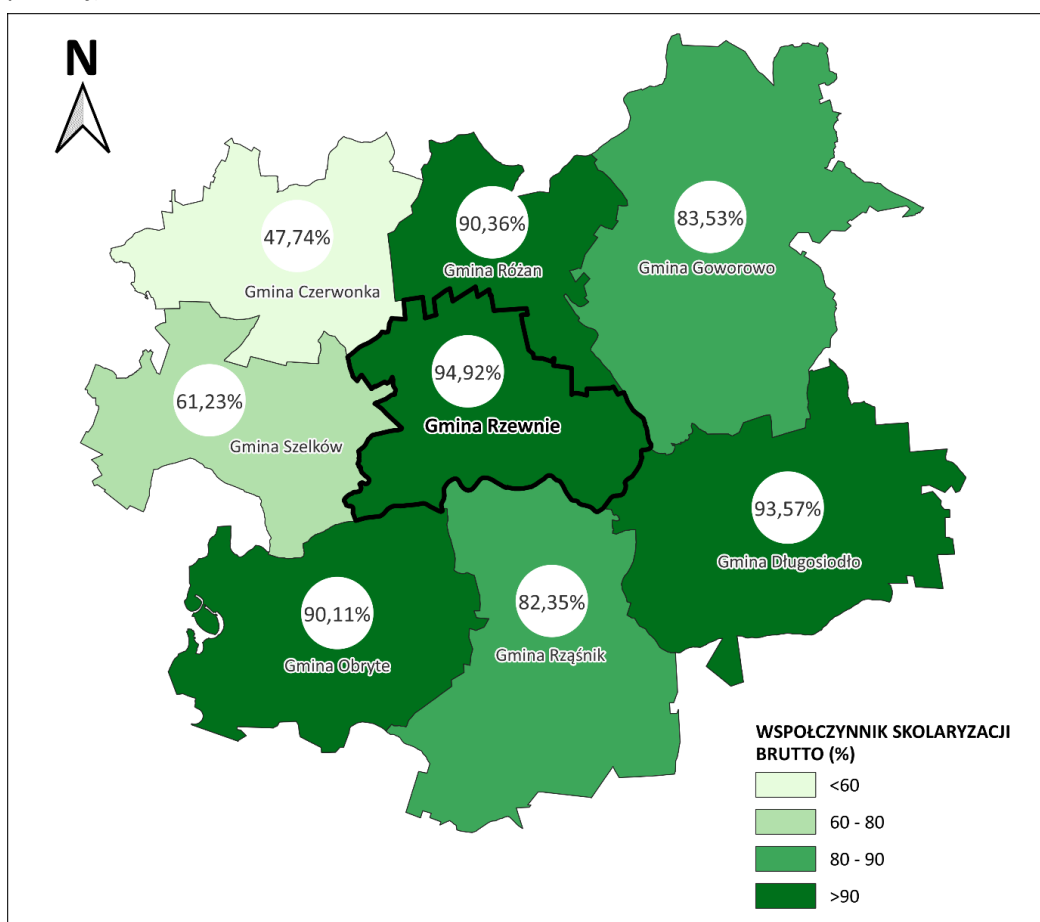 N
47,74%
Gmina Czerwonka
90,36%
Gmina Różan
83,53%
Gmina Goworowo
61,23%
Gmina Szelków
94,92%
Gmina Rzewnie
93,57%
Gmina Długosiodło
90,11%
Gmina Obryte
82,35%
Gmina Rząśnik
WSPOŁCZYNNIK SKOLARYZACJI
BRUTTO (%)
<60
60 - 80
80 - 90
>90